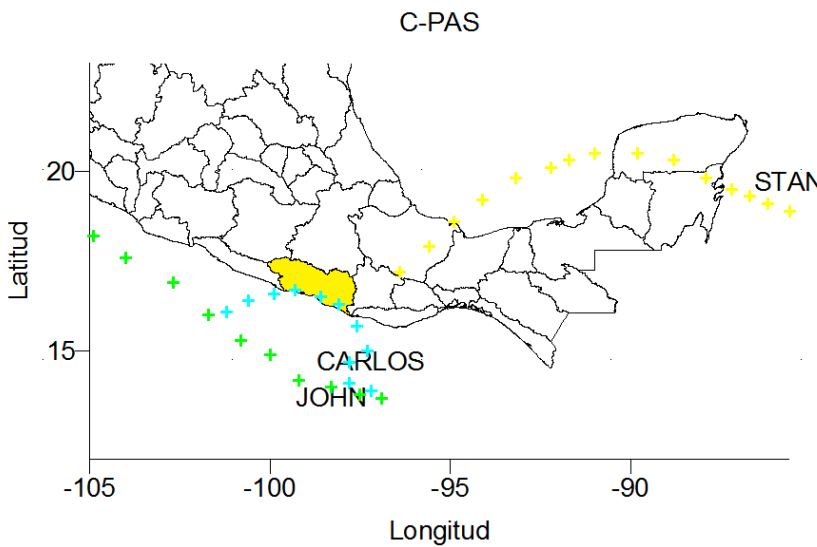 C-PAS
20
STAN
Latitud
15
CARLOS
JOHN
-105
-100
-95
-90
Longitud